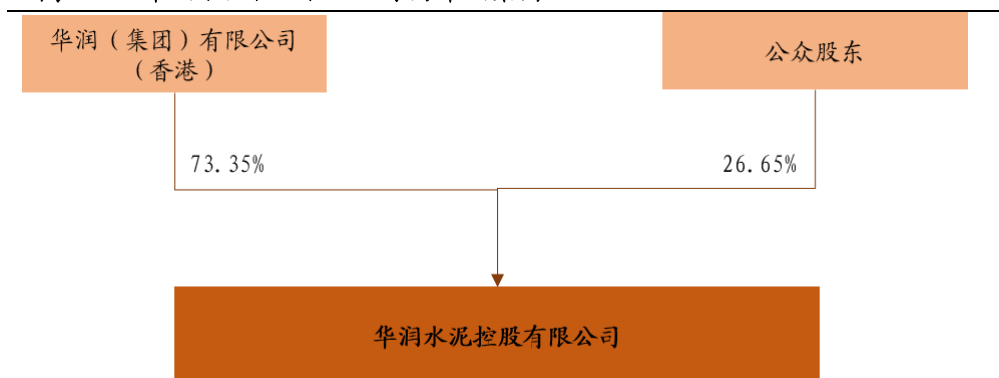 华润（集团）有限公司
（香港）
公众股东
73.35%
26.65%
华润水泥控股有限公司